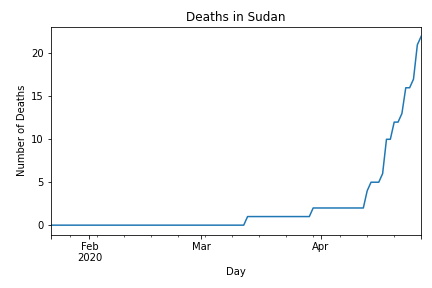 Deaths in Sudan
Number of Deaths
20
15
10
5
0
Feb
2020
Mar
Apr
Day